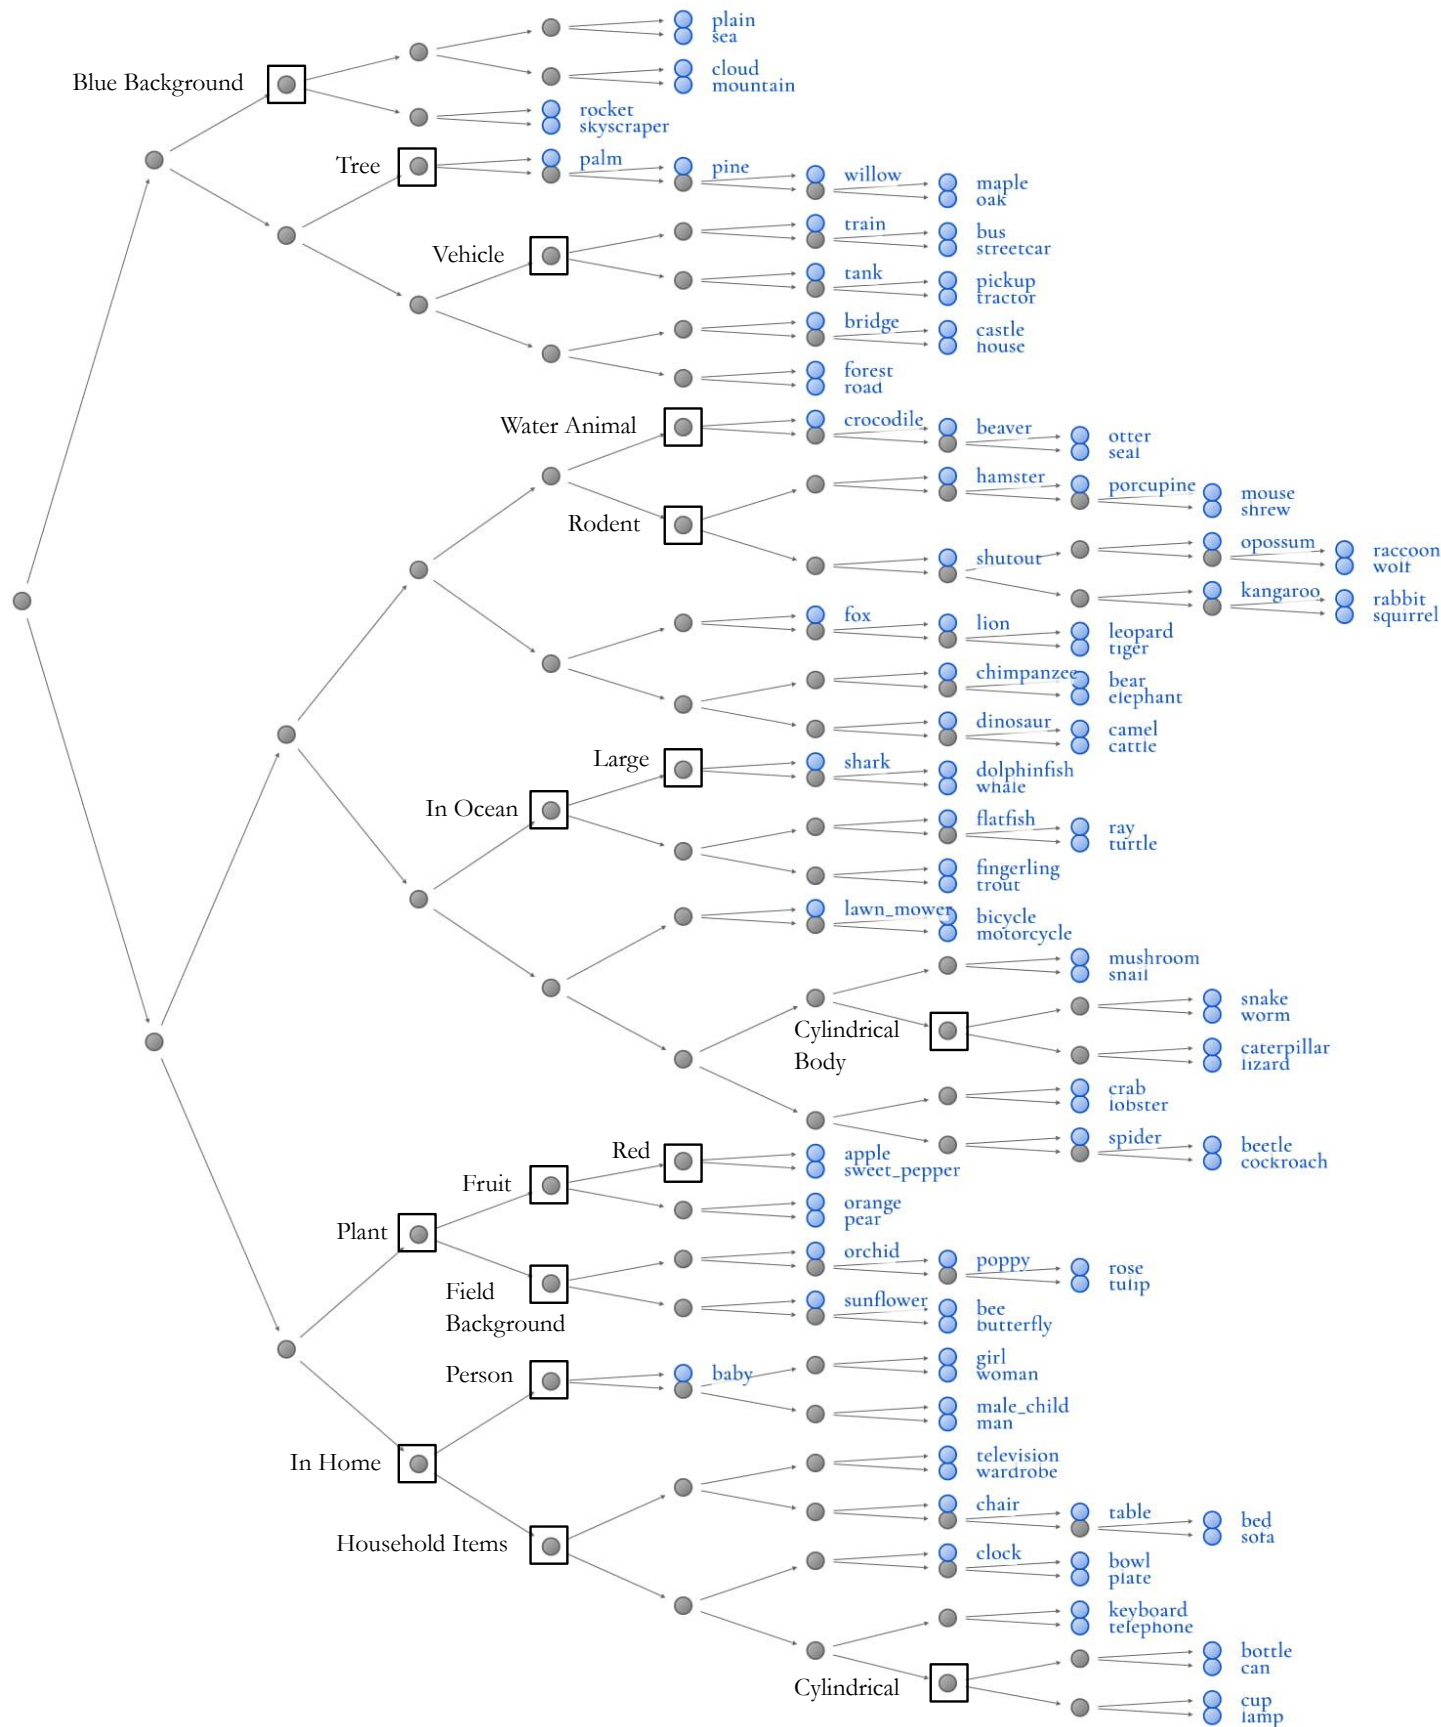 plain
sea
Blue Background
cloud
mountain
rocket
skyscraper
Tree
palm
pine
willow
maple
oak
Vehicle
train
bus
streetcar
tank
pickup
tractor
bridge
castle
house
forest
road
Water Animal
crocodile
beaver
otter
seal
Rodent
hamster
porcupine
mouse
shrew
shutout
opossum
raccoon
wolf
kangaroo
rabbit
squirrel
fox
lion
leopard
tiger
chimpanzee
bear
elephant
dinosaur
camel
cattle
Large
shark
dolphinfish
whale
In Ocean
flatfish
ray
turtle
fingerling
trout
lawn_mower
bicycle
motorcycle
mushroom
snail
Cylindrical
Body
snake
worm
caterpillar
lizard
crab
lobster
spider
beetle
cockroach
Red
apple
sweet_pepper
Fruit
orange
pear
Plant
orchid
poppy
rose
tulip
Field
Background
sunflower
bee
butterfly
Person
baby
girl
woman
male_child
man
In Home
television
wardrobe
chair
table
bed
sofa
Household Items
clock
bowl
plate
keyboard
telephone
Cylindrical
bottle
can
cup
lamp